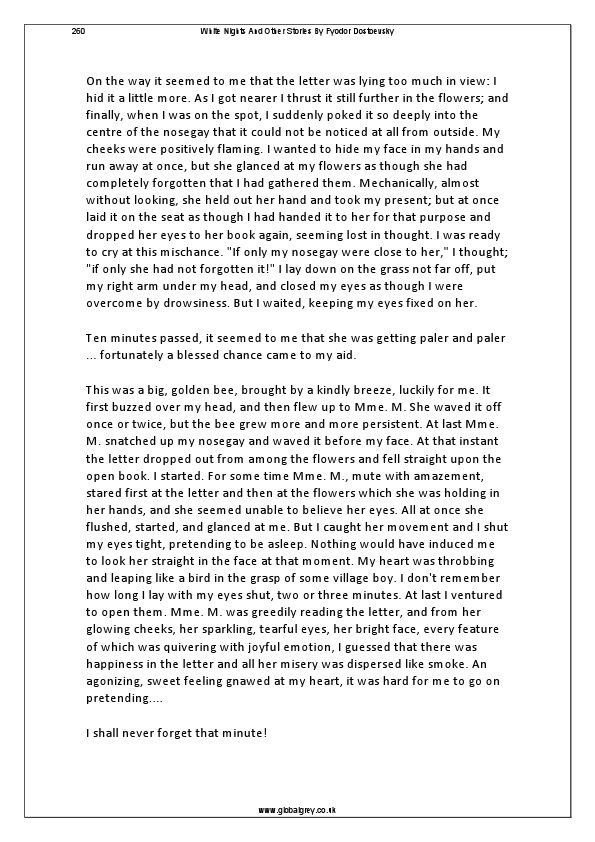 260 White Nights And Other Stories By Fyodor Dostoevsky
On the way it seemed to me that the letter was lying too much in view: I
hid it a little more. As I got nearer I thrust it still further in the flowers; and
finally, when I was on the spot, I suddenly poked it so deeply into the
centre of the nosegay that it could not be noticed at all from outside. My
cheeks were positively flaming. I wanted to hide my face in my hands and
run away at once, but she glanced at my flowers as though she had
completely forgotten that I had gathered them. Mechanically, almost
without looking, she held out her hand and took my present; but at once
laid it on the seat as though I had handed it to her for that purpose and
dropped her eyes to her book again, seeming lost in thought. I was ready
to cry at this mischance. "If only my nosegay were close to her," I thought;
"if only she had not forgotten it!" I lay down on the grass not far off, put
my right arm under my head, and closed my eyes as though I were
overcome by drowsiness. But I waited, keeping my eyes fixed on her.
Ten minutes passed, it seemed to me that she was getting paler and paler
... fortunately a blessed chance came to my aid.
This was a big, golden bee, brought by a kindly breeze, luckily for me. It
first buzzed over my head, and then flew up to Mme. M. She waved it off
once or twice, but the bee grew more and more persistent. At last Mme.
M. snatched up my nosegay and waved it before my face. At that instant
the letter dropped out from among the flowers and fell straight upon the
open book. I started. For some time Mme. M., mute with amazement,
stared first at the letter and then at the flowers which she was holding in
her hands, and she seemed unable to believe her eyes. All at once she
flushed, started, and glanced at me. But I caught her movement and I shut
my eyes tight, pretending to be asleep. Nothing would have induced me
to look her straight in the face at that moment. My heart was throbbing
and leaping like a bird in the grasp of some village boy. I don't remember
how long I lay with my eyes shut, two or three minutes. At last I ventured
to open them. Mme. M. was greedily reading the letter, and from her
glowing cheeks, her sparkling, tearful eyes, her bright face, every feature
of which was quivering with joyful emotion, I guessed that there was
happiness in the letter and all her misery was dispersed like smoke. An
agonizing, sweet feeling gnawed at my heart, it was hard for me to go on
pretending....
I shall never forget that minute!
www.globalgrey.co.uk